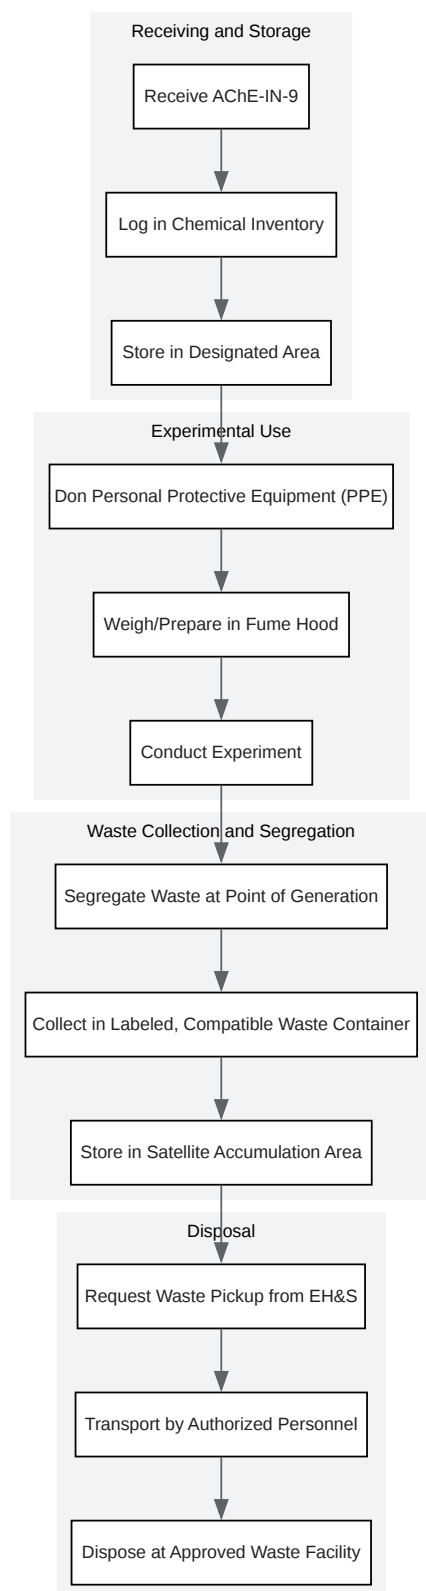 Receiving and Storage
Receive AChE-IN-9
Log in Chemical Inventory
Store in Designated Area
Experimental Use
Don Personal Protective Equipment (PPE)
Weigh/Prepare in Fume Hood
Conduct Experiment
Waste Collection and Segregation
Segregate Waste at Point of Generation
Collect in Labeled, Compatible Waste Container
Store in Satellite Accumulation Area
Disposal
Request Waste Pickup from EH&S
Transport by Authorized Personnel
Dispose at Approved Waste Facility